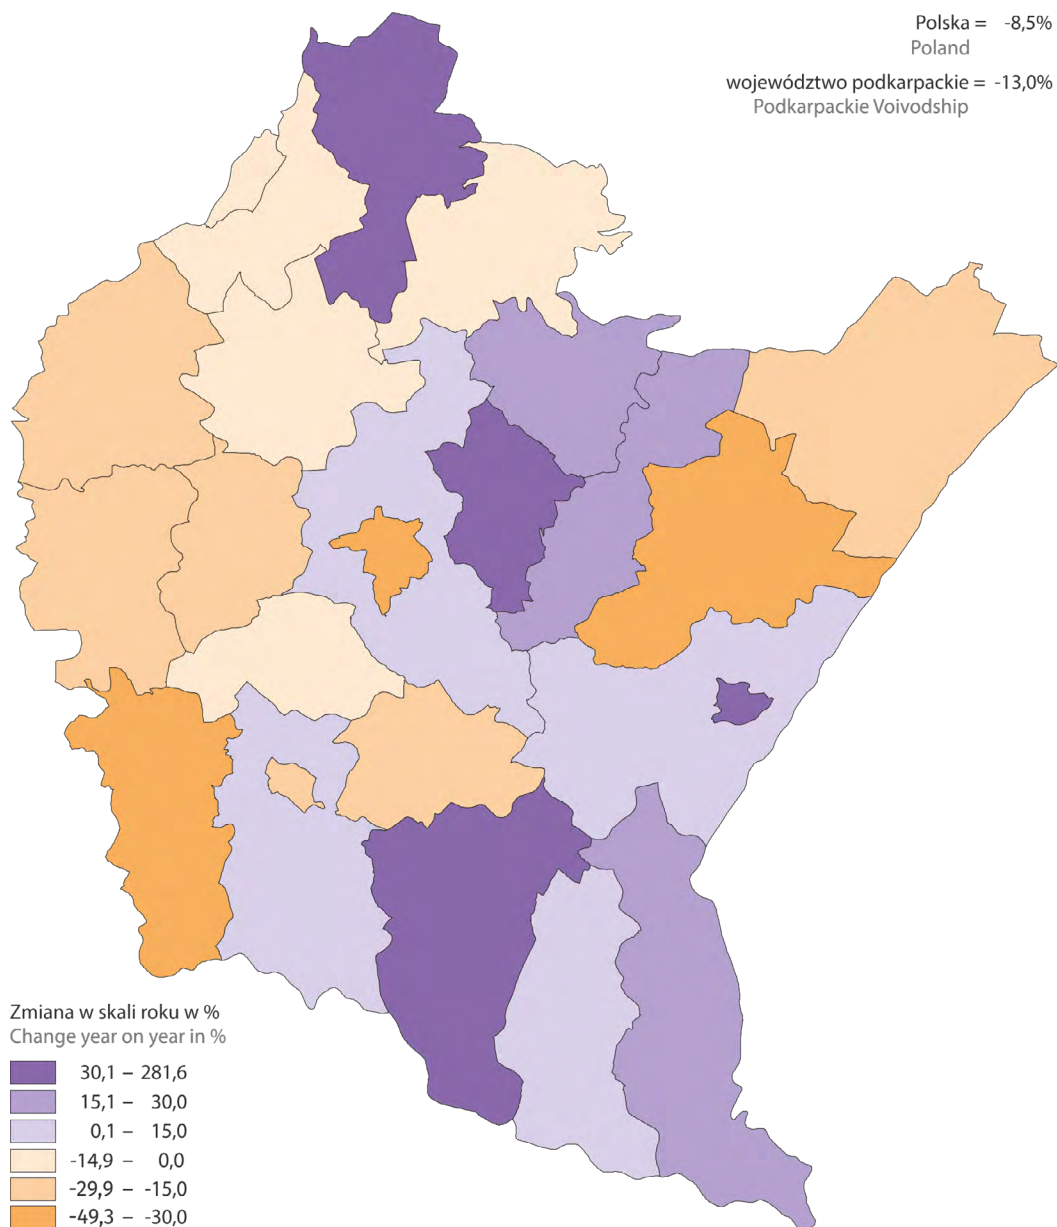 Polska = -8,5%
Poland
województwo podkarpackie = -13,0%
Podkarpackie Voivodship
Zmiana w skali roku w %
Change year on year in %
30,1 – 281,6
15,1 – 30,0
0,1 – 15,0
-14,9 – 0,0
-29,9 – -15,0
-49,3 – -30,0